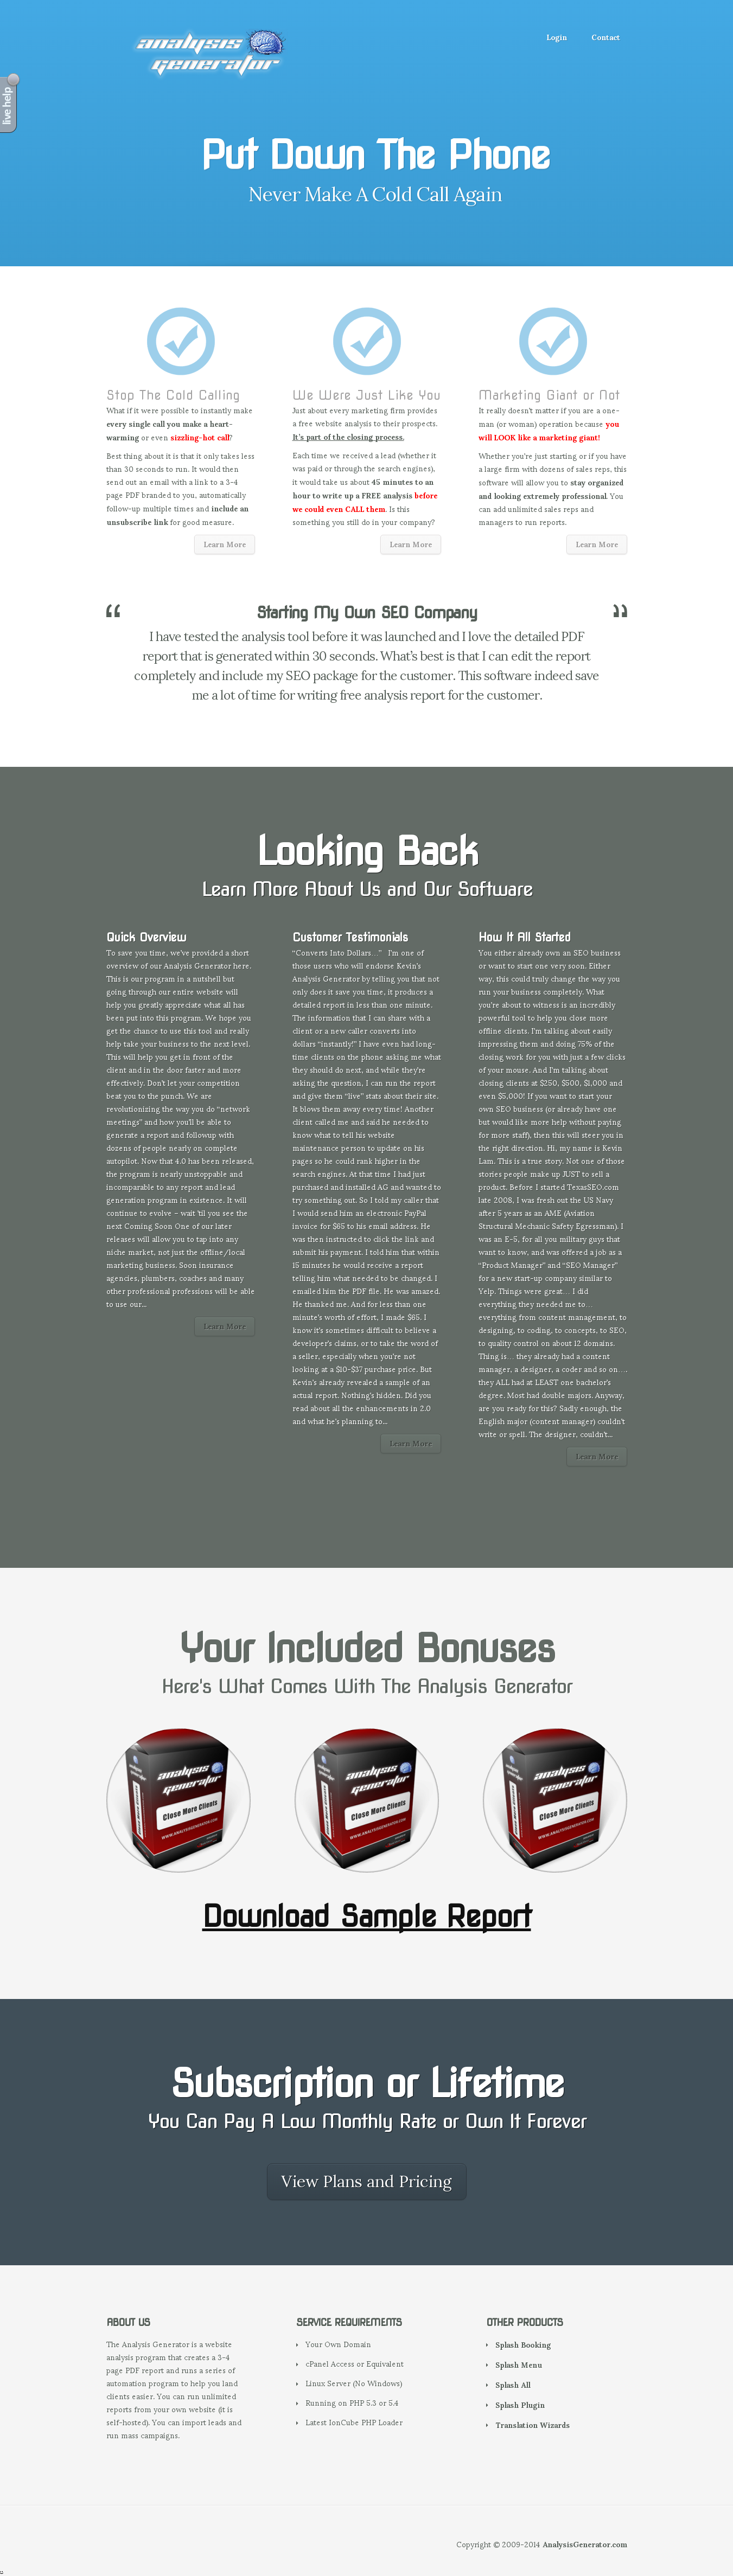 analysis
generator
Login
Contact
live help
Put Down The Phone
Never Make A Cold Call Again
Stop The Cold Calling
What if it were possible to instantly make
every single call you make a heart-
warming or even sizzling-hot call?
Best thing about it is that it only takes less
than 30 seconds to run. It would then
send out an email with a link to a 3-4
page PDF branded to you, automatically
follow-up multiple times and include an
unsubscribe link for good measure.
Learn More
We Were Just Like You
Just about every marketing firm provides
a free website analysis to their prospects.
It's part of the closing process.
Each time we received a lead (whether it
was paid or through the search engines),
it would take us about 45 minutes to an
hour to write up a FREE analysis before
we could even CALL them. Is this
something you still do in your company?
Learn More
Marketing Giant or Not
It really doesn't matter if you are a one-
man (or woman) operation because you
will LOOK like a marketing giant!
Whether you're just starting or if you have
a large firm with dozens of sales reps, this
software will allow you to stay organized
and looking extremely professional. You
can add unlimited sales reps and
managers to run reports.
Learn More
“
Starting My Own SEO Company
”
I have tested the analysis tool before it was launched and I love the detailed PDF
report that is generated within 30 seconds. What's best is that I can edit the report
completely and include my SEO package for the customer. This software indeed save
me a lot of time for writing free analysis report for the customer.
Looking Back
Learn More About Us and Our Software
Quick Overview
To save you time, we've provided a short
overview of our Analysis Generator here.
This is our program in a nutshell but
going through our entire website will
help you greatly appreciate what all has
been put into this program. We hope you
get the chance to use this tool and really
help take your business to the next level.
This will help you get in front of the
client and in the door faster and more
effectively. Don't let your competition
beat you to the punch. We are
revolutionizing the way you do “network
meetings” and how you'll be able to
generate a report and followup with
dozens of people nearly on complete
autopilot. Now that 4.0 has been released,
the program is nearly unstoppable and
incomparable to any report and lead
generation program in existence. It will
continue to evolve – wait 'til you see the
next Coming Soon One of our later
releases will allow you to tap into any
niche market, not just the offline/local
marketing business. Soon insurance
agencies, plumbers, coaches and many
other professional professions will be able
to use our...
Learn More
Customer Testimonials
“Converts Into Dollars…”   I'm one of
those users who will endorse Kevin's
Analysis Generator by telling you that not
only does it save you time, it produces a
detailed report in less than one minute.
The information that I can share with a
client or a new caller converts into
dollars “instantly!” I have even had long-
time clients on the phone asking me what
they should do next, and while they're
asking the question, I can run the report
and give them “live” stats about their site.
It blows them away every time! Another
client called me and said he needed to
know what to tell his website
maintenance person to update on his
pages so he could rank higher in the
search engines. At that time I had just
purchased and installed AG and wanted to
try something out. So I told my caller that
I would send him an electronic PayPal
invoice for $65 to his email address. He
was then instructed to click the link and
submit his payment. I told him that within
15 minutes he would receive a report
telling him what needed to be changed. I
emailed him the PDF file. He was amazed.
He thanked me. And for less than one
minute's worth of effort, I made $65. I
know it's sometimes difficult to believe a
developer's claims, or to take the word of
a seller, especially when you're not
looking at a $10-$37 purchase price. But
Kevin's already revealed a sample of an
actual report. Nothing's hidden. Did you
read about all the enhancements in 2.0
and what he's planning to...
Learn More
How It All Started
You either already own an SEO business
or want to start one very soon. Either
way, this could truly change the way you
run your business completely. What
you're about to witness is an incredibly
powerful tool to help you close more
offline clients. I'm talking about easily
impressing them and doing 75% of the
closing work for you with just a few clicks
of your mouse. And I'm talking about
closing clients at $250, $500, $1,000 and
even $5,000! If you want to start your
own SEO business (or already have one
but would like more help without paying
for more staff), then this will steer you in
the right direction. Hi, my name is Kevin
Lam. This is a true story. Not one of those
stories people make up JUST to sell a
product. Before I started TexasSEO.com
late 2008, I was fresh out the US Navy
after 5 years as an AME (Aviation
Structural Mechanic Safety Egressman). I
was an E-5, for all you military guys that
want to know, and was offered a job as a
“Product Manager” and “SEO Manager”
for a new start-up company similar to
Yelp. Things were great… I did
everything they needed me to…
everything from content management, to
designing, to coding, to concepts, to SEO,
to quality control on about 12 domains.
Thing is… they already had a content
manager, a designer, a coder and so on….
they ALL had at LEAST one bachelor's
degree. Most had double majors. Anyway,
are you ready for this? Sadly enough, the
English major (content manager) couldn't
write or spell. The designer, couldn't...
Learn More
Your Included Bonuses
Here's What Comes With The Analysis Generator
analysis
generator
Close More Clients
WWW.ANALYSISGENERATOR.COM
analysis
generator
Close More Clients
WWW.ANALYSISGENERATOR.COM
analysis
generator
Close More Clients
WWW.ANALYSISGENERATOR.COM
Download Sample Report
Subscription or Lifetime
You Can Pay A Low Monthly Rate or Own It Forever
View Plans and Pricing
ABOUT US
The Analysis Generator is a website
analysis program that creates a 3-4
page PDF report and runs a series of
automation program to help you land
clients easier. You can run unlimited
reports from your own website (it is
self-hosted). You can import leads and
run mass campaigns.
SERVICE REQUIREMENTS
Your Own Domain
cPanel Access or Equivalent
Linux Server (No Windows)
Running on PHP 5.3 or 5.4
Latest IonCube PHP Loader
OTHER PRODUCTS
Splash Booking
Splash Menu
Splash All
Splash Plugin
Translation Wizards
Copyright © 2009-2014 AnalysisGenerator.com